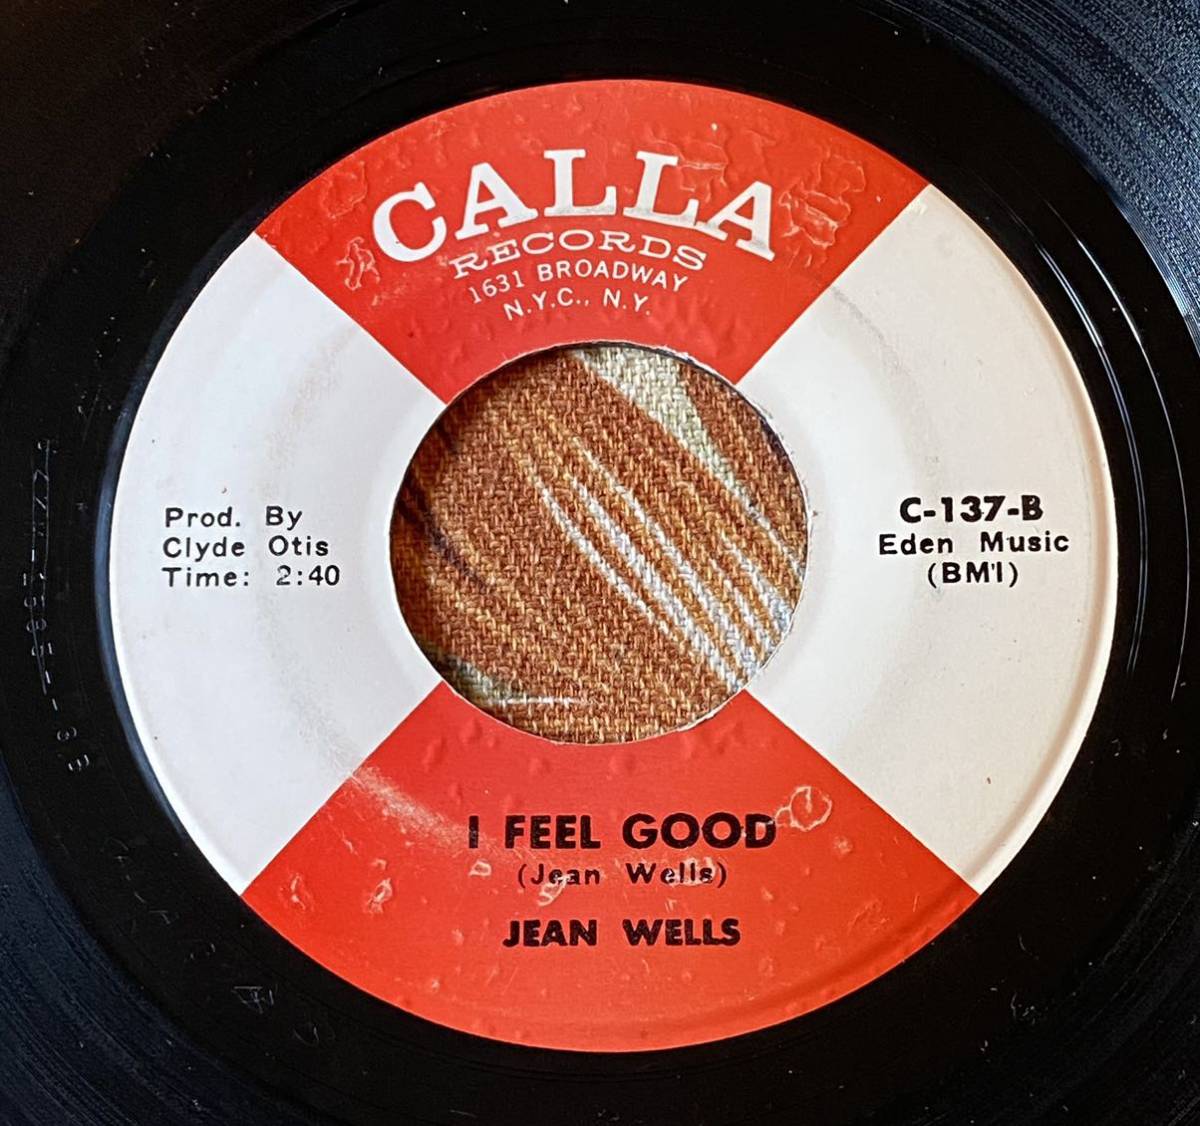 CALLA
RECORDS
1631 BROADWAY
N.Y.C., N.Y.
Prod. By
Clyde Otis
Time: 2:40
C-137-B
Eden Music
(BM'I)
I FEEL GOOD
(Jean Wells)
JEAN WELLS